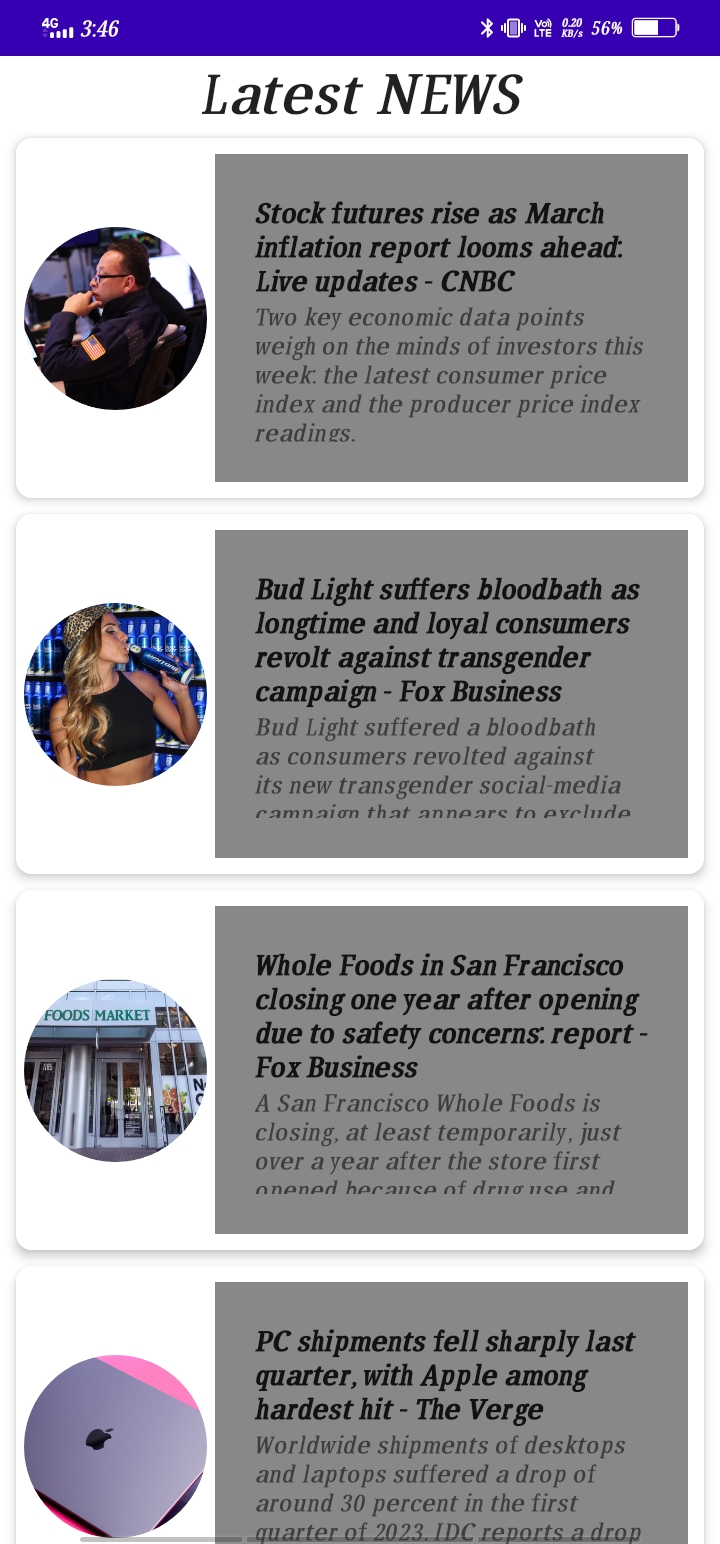 4G 3:46 Vo) LTE 0.20 KB/s 56%
Latest NEWS
Stock futures rise as March
inflation report looms ahead:
Live updates - CNBC
Two key economic data points
weigh on the minds of investors this
week: the latest consumer price
index and the producer price index
readings.
Bud Light suffers bloodbath as
longtime and loyal consumers
revolt against transgender
campaign - Fox Business
Bud Light suffered a bloodbath
as consumers revolted against
its new transgender social-media
campaign that appears to exclude
FOODS MARKET
Whole Foods in San Francisco
closing one year after opening
due to safety concerns: report -
Fox Business
A San Francisco Whole Foods is
closing, at least temporarily, just
over a year after the store first
opened because of drug use and
PC shipments fell sharply last
quarter, with Apple among
hardest hit - The Verge
Worldwide shipments of desktops
and laptops suffered a drop of
around 30 percent in the first
quarter of 2023. IDC reports a drop